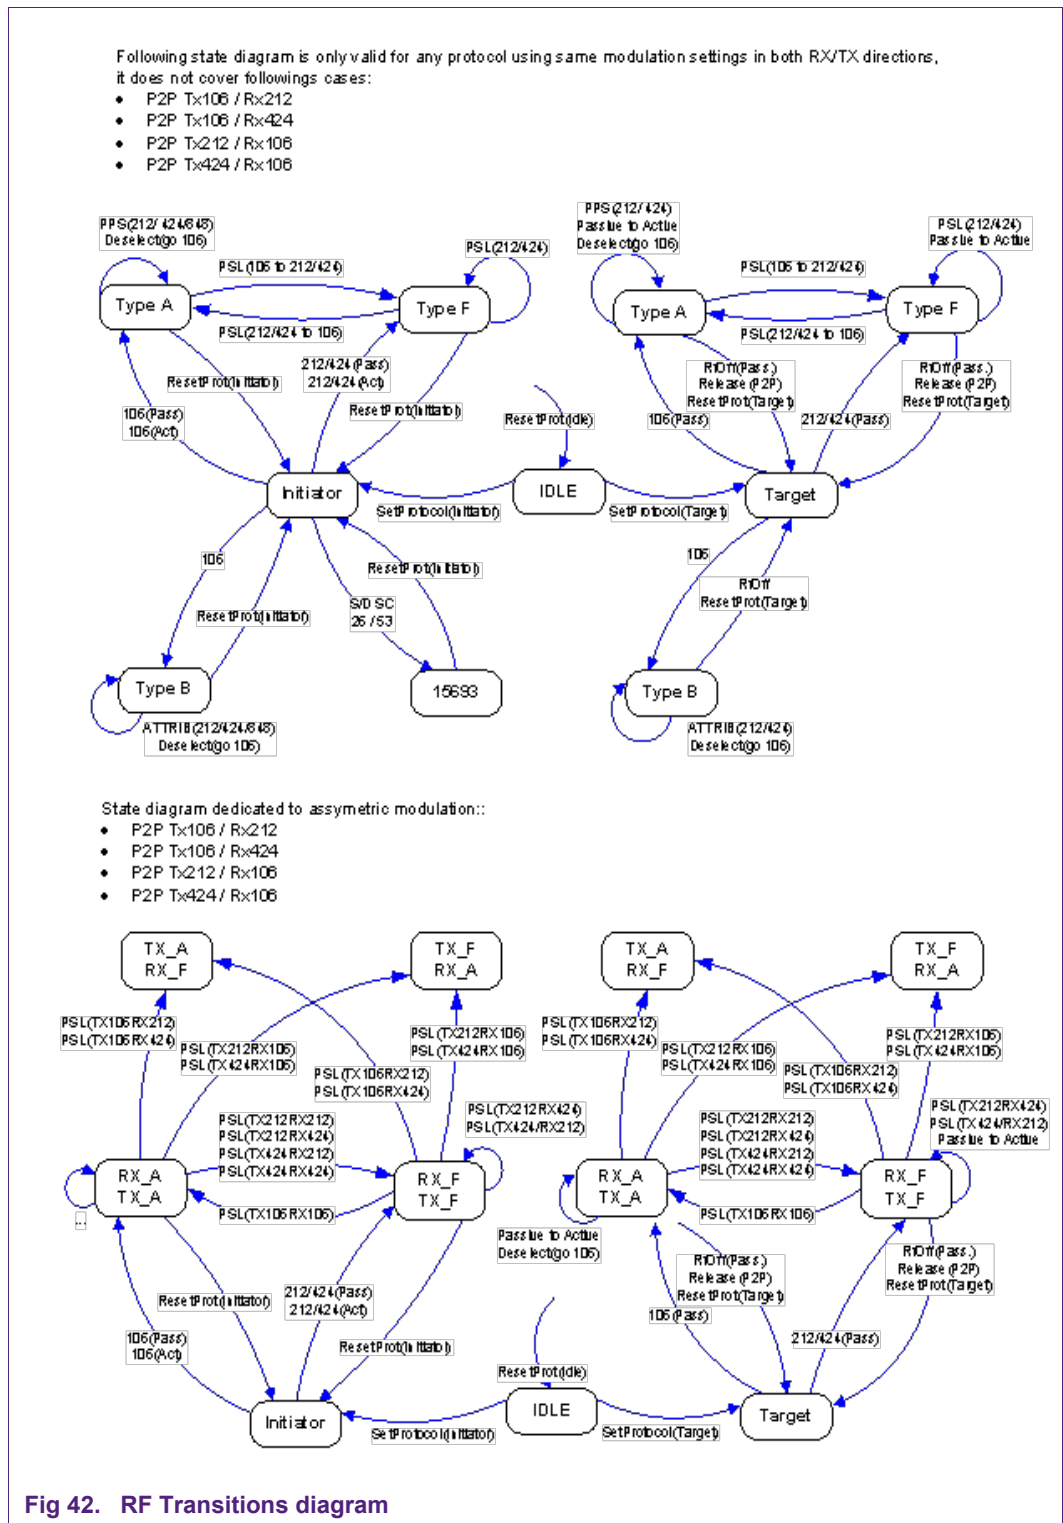 Following state diagram is only valid for any protocol using same modulation settings in both RX/TX directions,
it does not cover followings cases:
• P2P Tx106 / Rx212
• P2P Tx106 / Rx424
• P2P Tx212 / Rx106
• P2P Tx424 / Rx106
PPS(212/ 424/848)
Deselect(go 106)
PSL(106 to 212/424)
PSL(212/424)
Type A
Type F
PSL(212/424 to 106)
212/424(Pass)
212/424(Act)
ResetProt(Initiator)
ResetProt(Initiator)
106(Pass)
106(Act)
PPS(212/424)
Passive to Active
Deselect(go 106)
PSL(106 to 212/424)
PSL(212/424)
Passive to Active
Type A
Type F
PSL(212/424 to 106)
RfOff(Pass.)
Release (P2P)
ResetProt(Target)
RfOff(Pass.)
Release (P2P)
ResetProt(Target)
106(Pass)
212/424(Pass)
ResetProt(Idle)
Initiator
IDLE
Target
SetProtocol(Initiator)
SetProtocol(Target)
106
ResetProt(Initiator)
ResetProt(Initiator)
S/D SC
26 / 53
106
RfOff
ResetProt(Target)
Type B
15693
Type B
ATTRIB(212/424/848)
Deselect(go 106)
ATTRIB(212/424)
Deselect(go 106)
State diagram dedicated to assymetric modulation::
• P2P Tx106 / Rx212
• P2P Tx106 / Rx424
• P2P Tx212 / Rx106
• P2P Tx424 / Rx106
TX_A
RX_F
TX_F
RX_A
TX_A
RX_F
TX_F
RX_A
PSL(TX106RX212)
PSL(TX106RX424)
PSL(TX212RX106)
PSL(TX424RX106)
PSL(TX212RX106)
PSL(TX424RX106)
PSL(TX106RX212)
PSL(TX106RX424)
PSL(TX212RX212)
PSL(TX212RX424)
PSL(TX424RX212)
PSL(TX424RX424)
PSL(TX212RX424)
PSL(TX424/RX212)
RX_A
TX_A
RX_F
TX_F
PSL(TX106RX106)
...
ResetProt(Initiator)
212/424(Pass)
212/424(Act)
ResetProt(Initiator)
106(Pass)
106(Act)
PSL(TX106RX212)
PSL(TX106RX424)
PSL(TX212RX106)
PSL(TX424RX106)
PSL(TX212RX106)
PSL(TX424RX106)
PSL(TX106RX212)
PSL(TX106RX424)
PSL(TX212RX212)
PSL(TX212RX424)
PSL(TX424RX212)
PSL(TX424RX424)
PSL(TX212RX424)
PSL(TX424/RX212)
Passive to Active
RX_A
TX_A
RX_F
TX_F
PSL(TX106RX106)
Passive to Active
Deselect(go 106)
RfOff(Pass.)
Release (P2P)
ResetProt(Target)
RfOff(Pass.)
Release (P2P)
ResetProt(Target)
106(Pass)
212/424(Pass)
ResetProt(Idle)
Initiator
IDLE
Target
SetProtocol(Initiator)
SetProtocol(Target)
Fig 42. RF Transitions diagram